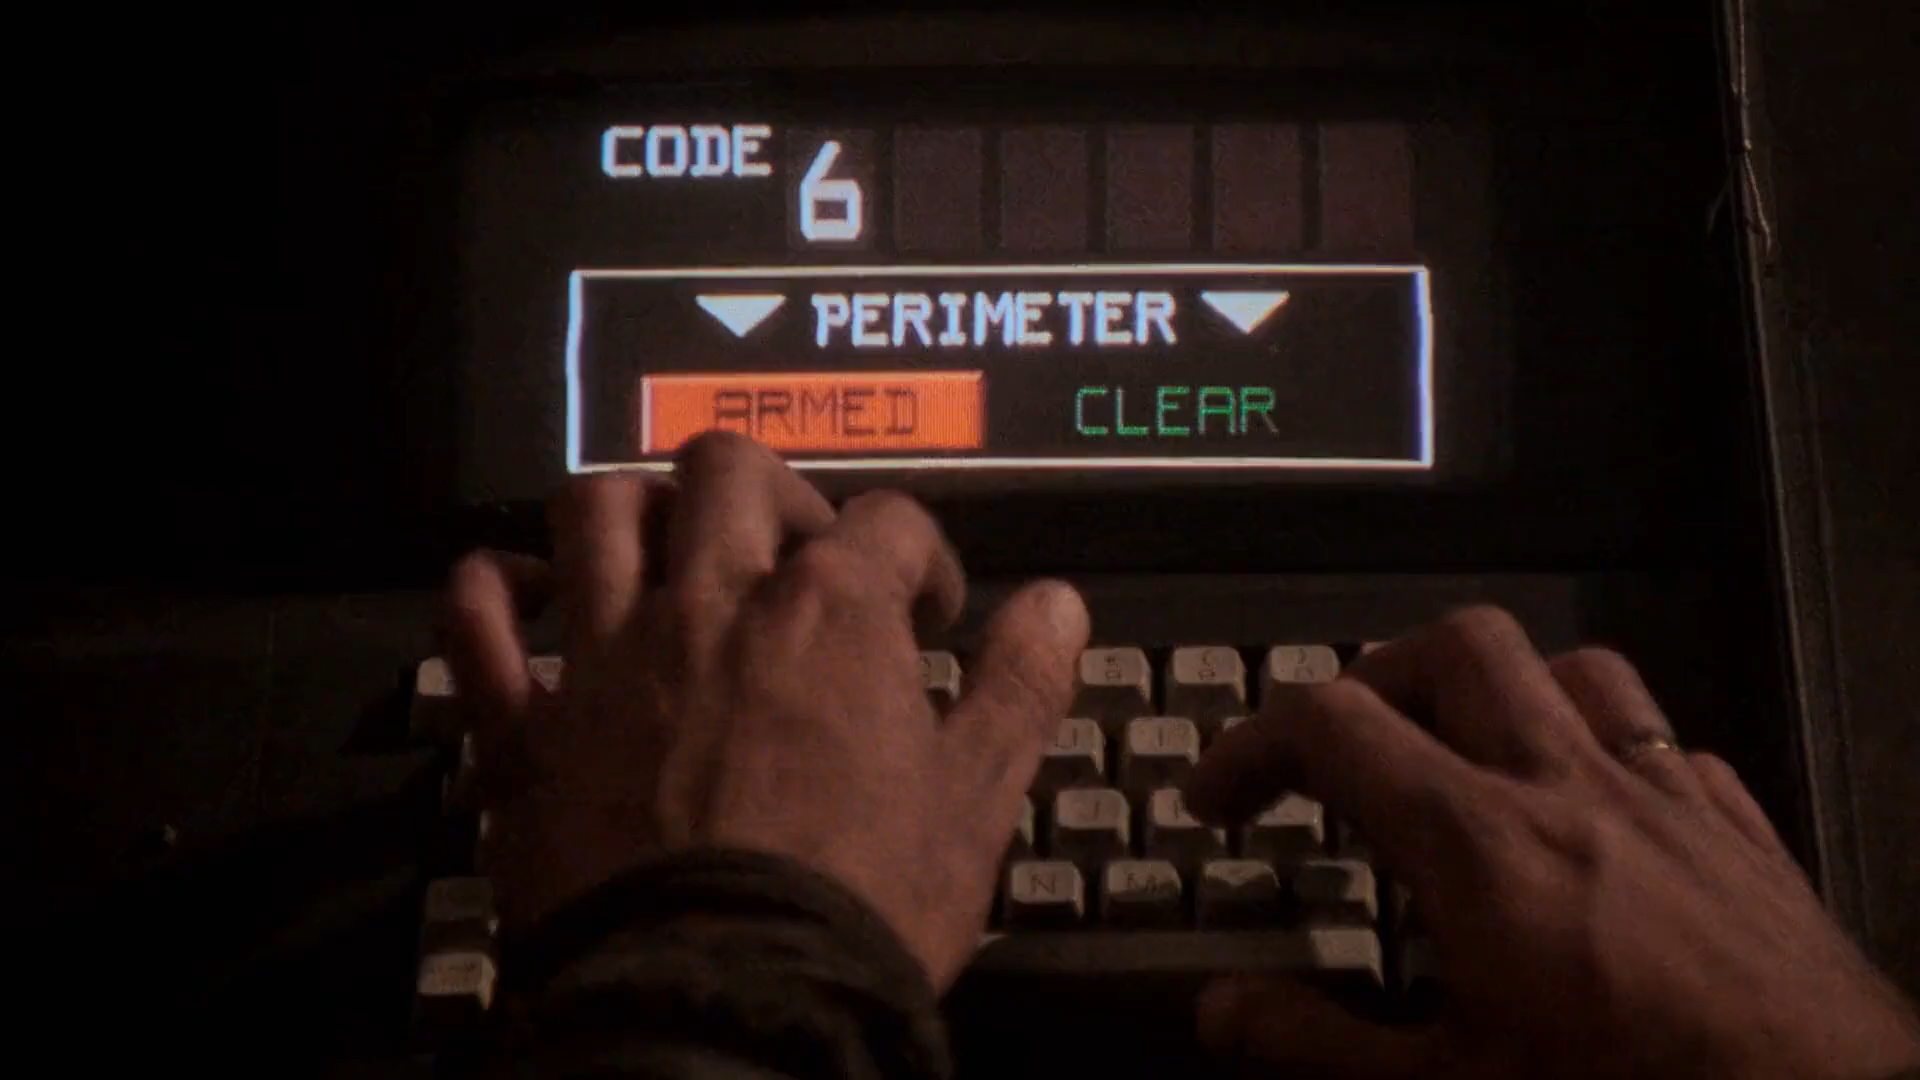 CODE 6
PERIMETER
ARMED CLEAR
U I
J
N M